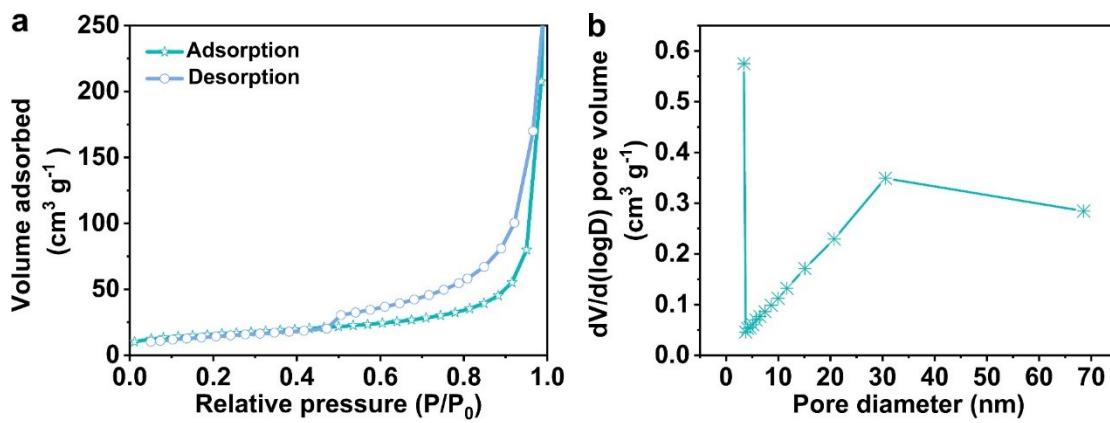 a
Volume adsorbed
(cm³ g⁻¹)
250
200
150
100
50
0
Adsorption
Desorption
0.0 0.2 0.4 0.6 0.8 1.0
Relative pressure (P/P₀)
b
dV/d(logD) pore volume
(cm³ g⁻¹)
0.6
0.5
0.4
0.3
0.2
0.1
0.0
0 10 20 30 40 50 60 70
Pore diameter (nm)